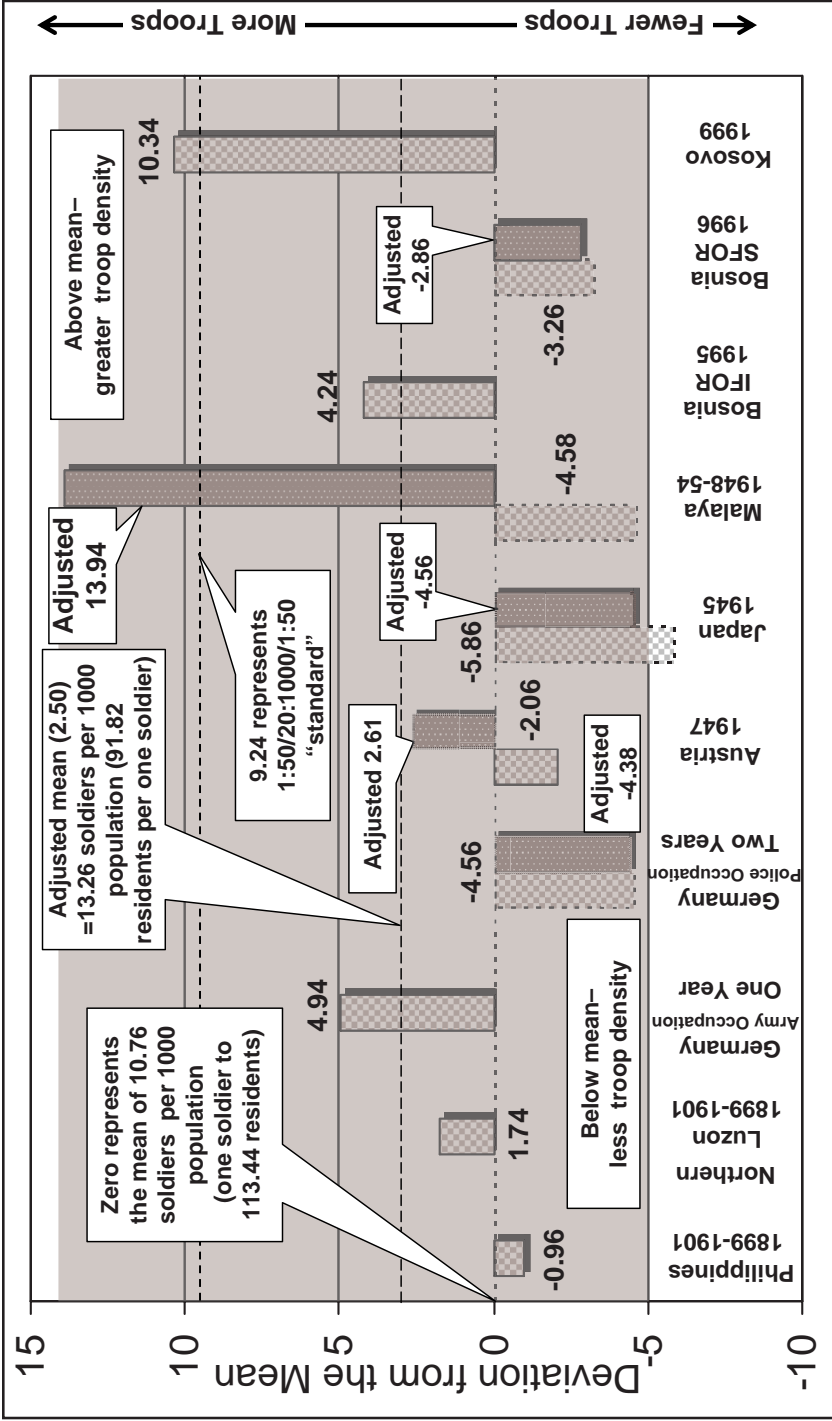 More Troops
Fewer Troops
Deviation from the Mean
15
10
5
0
-5
-10
Zero represents
the mean of 10.76
soldiers per 1000
population
(one soldier to
113.44 residents)
Adjusted mean (2.50)
=13.26 soldiers per 1000
population (91.82
residents per one soldier)
9.24 represents
1:50/20:1000/1:50
“standard”
Above mean–
greater troop density
Below mean–
less troop density
-0.96
1.74
4.94
-4.56
Adjusted
-4.38
Adjusted 2.61
-2.06
-5.86
Adjusted
-4.56
Adjusted
13.94
-4.58
4.24
Adjusted
-2.86
-3.26
10.34
Philippines
1899-1901
Northern
Luzon
1899-1901
Germany
Army Occupation
One Year
Germany
Police Occupation
Two Years
Austria
1947
Japan
1945
Malaya
1948-54
Bosnia
IFOR
1995
Bosnia
SFOR
1996
Kosovo
1999